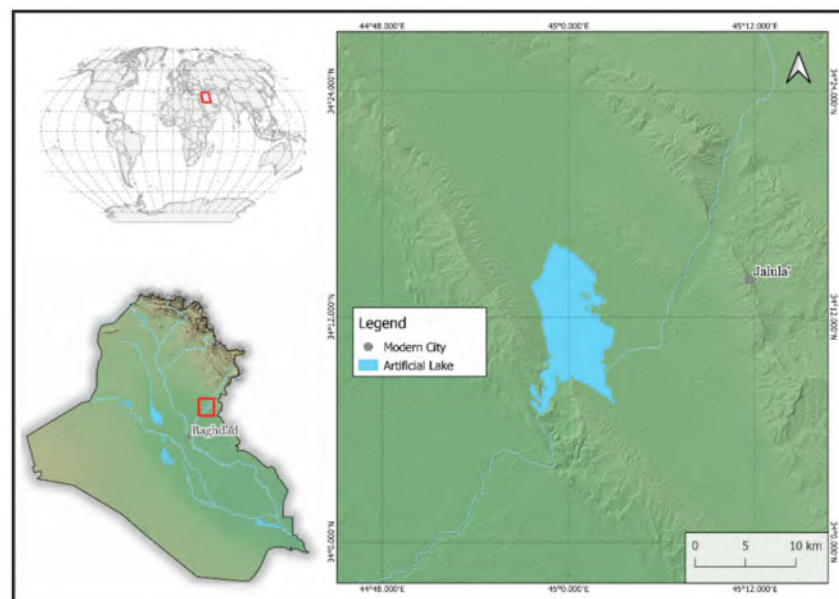 44°48.000'E 45°0.000'E 45°12.000'E
34°24.000'N 34°24.000'N
Jalula'
34°12.000'N 34°12.000'N
Legend
Modern City
Artificial Lake
Baghdad
34°0.000'N 34°0.000'N
0 5 10 km
44°48.000'E 45°0.000'E 45°12.000'E